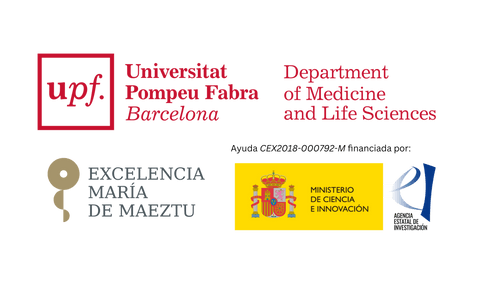 upf.
Universitat
Pompeu Fabra
Barcelona
Department
of Medicine
and Life Sciences
Ayuda CEX2018-000792-M financiada por:
EXCELENCIA
MARÍA
DE MAEZTU
MINISTERIO
DE CIENCIA
E INNOVACIÓN
AGENCIA
ESTATAL DE
INVESTIGACIÓN